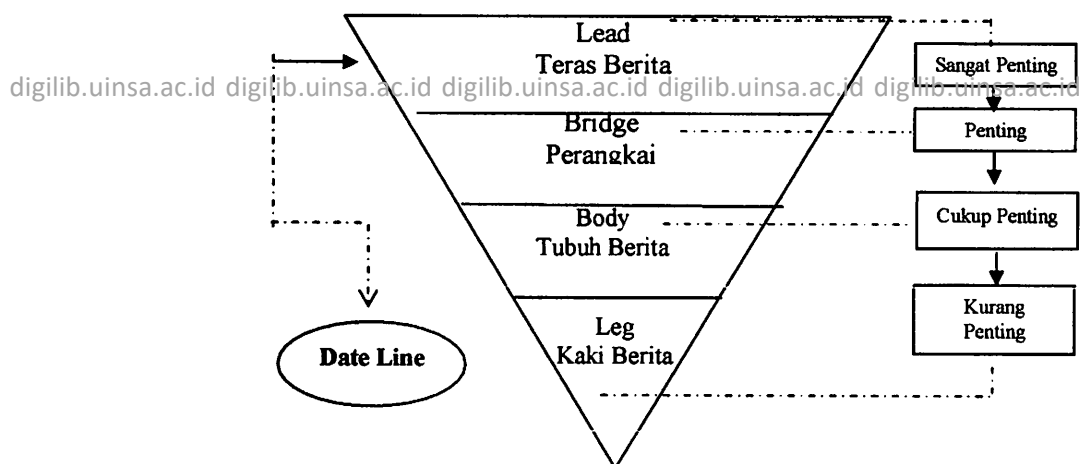 Lead
Teras Berita
Sangat Penting
digilib.uinsa.ac.id digilib.uinsa.ac.id digilib.uinsa.ac.id digilib.uinsa.ac.id digilib.uinsa.ac.id
Bridge
Perangkai
Penting
Body
Tubuh Berita
Cukup Penting
Leg
Kaki Berita
Kurang
Penting
Date Line